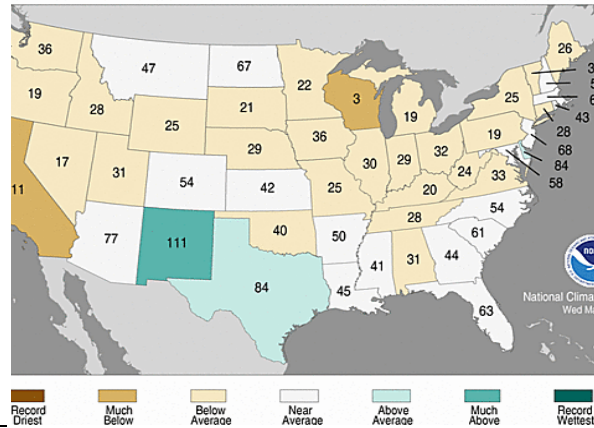 36
47
67
26
22
3
19
28
21
3
19
25
25
43
36
19
28
29
17
31
30
29
32
68
84
24
33
58
54
42
25
20
11
28
54
40
77
111
50
61
84
41
31
44
45
63
National Clima
Wed Ma
Record
Driest
Much
Below
Below
Average
Near
Average
Above
Average
Much
Above
Record
Wettest